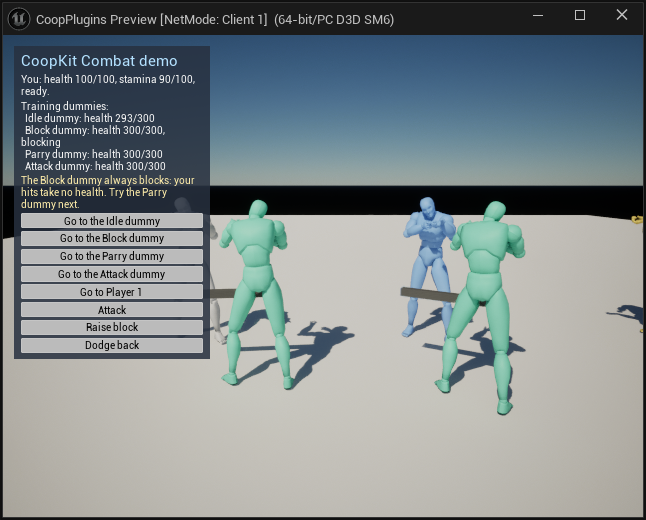 CoopPlugins Preview [NetMode: Client 1] (64-bit/PC D3D SM6)
CoopKit Combat demo
You: health 100/100, stamina 90/100,
ready.
Training dummies:
Idle dummy: health 293/300
Block dummy: health 300/300,
blocking
Parry dummy: health 300/300
Attack dummy: health 300/300
The Block dummy always blocks: your
hits take no health. Try the Parry
dummy next.
Go to the Idle dummy
Go to the Block dummy
Go to the Parry dummy
Go to the Attack dummy
Go to Player 1
Attack
Raise block
Dodge back